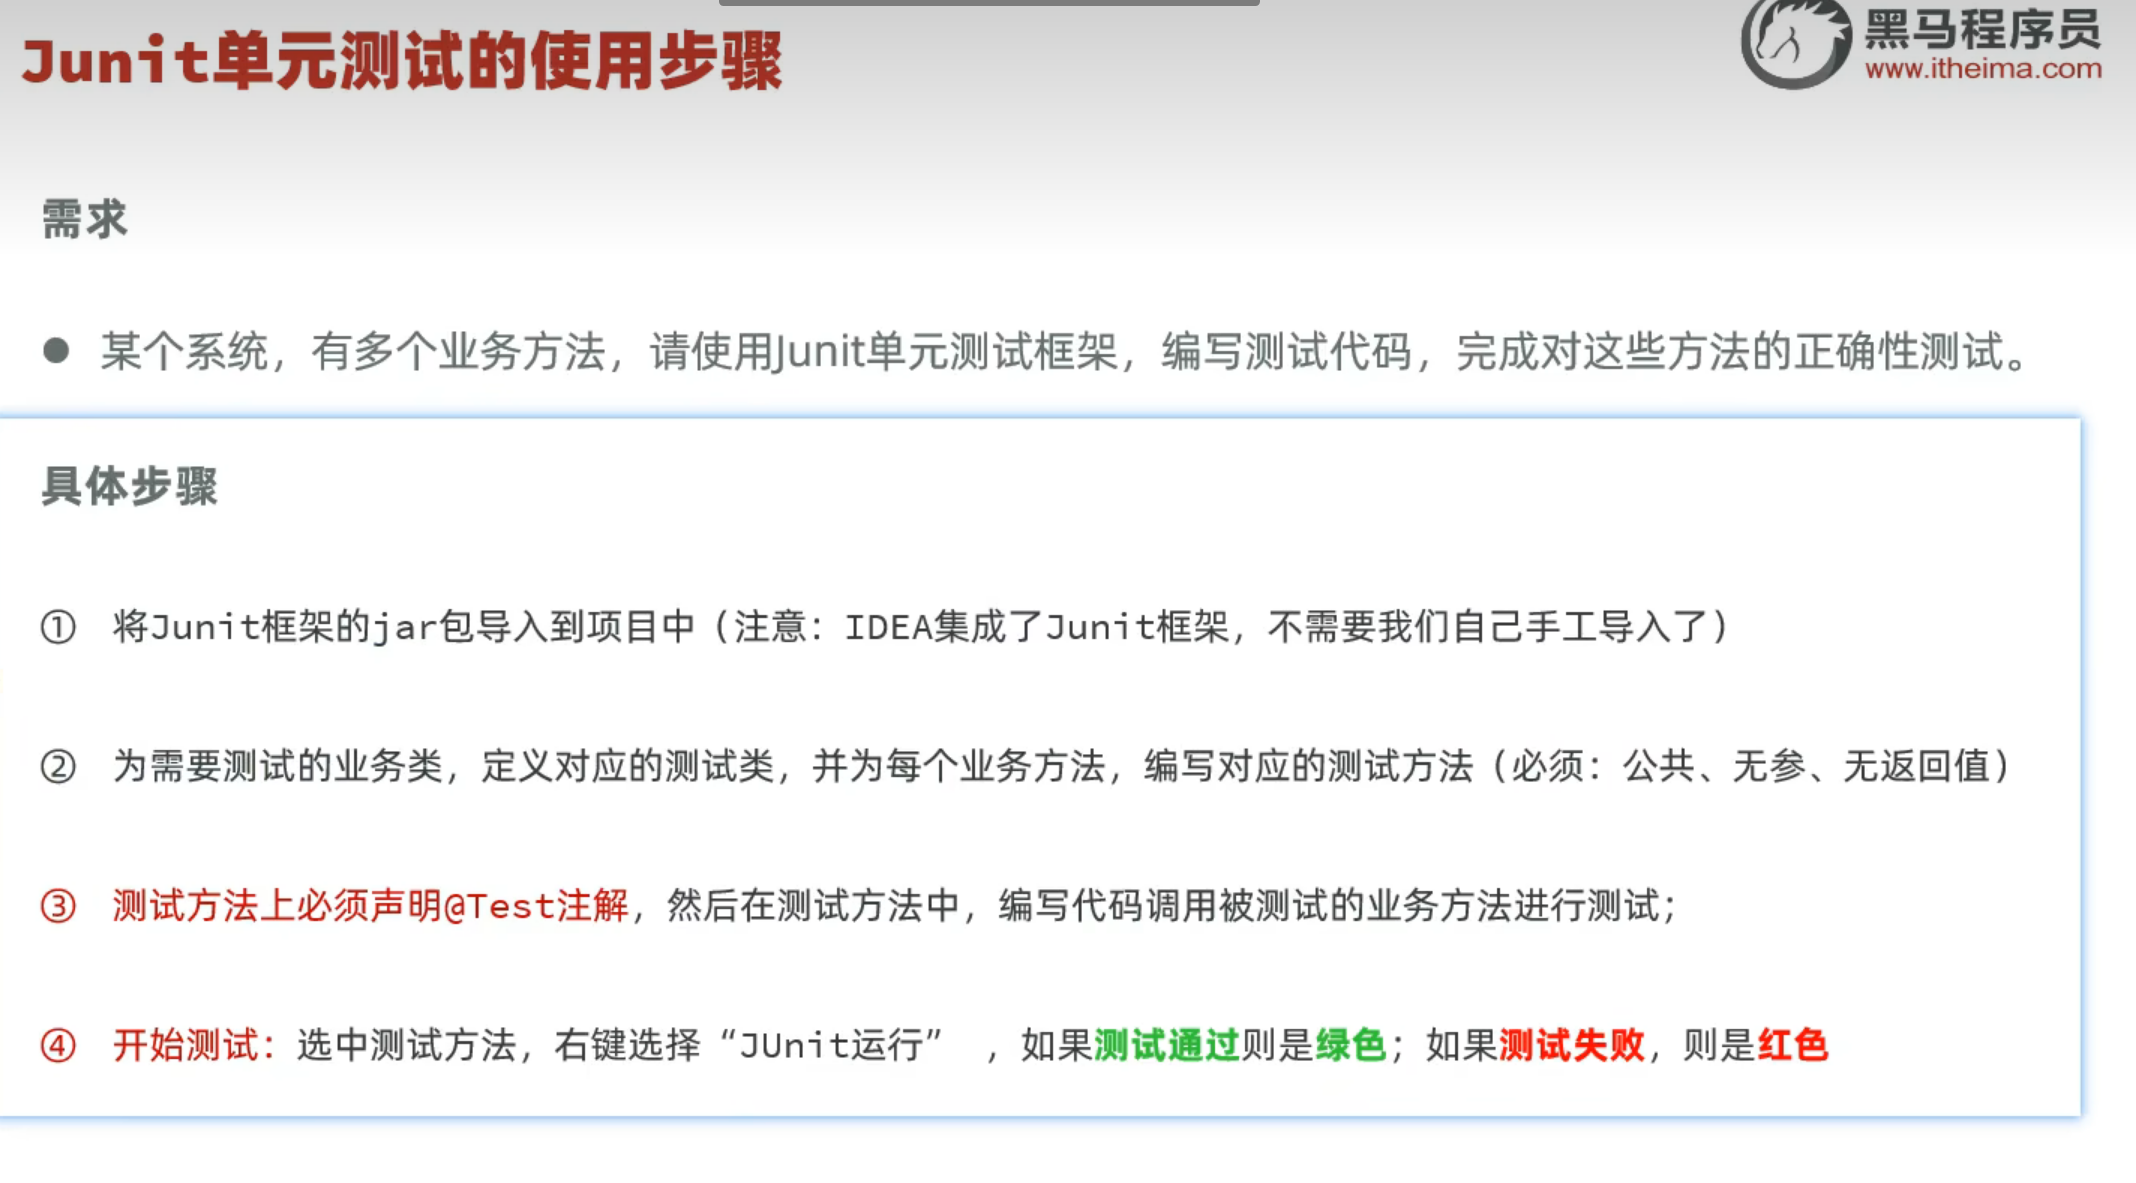 Junit单元测试的使用步骤
黑马程序员
www.itheima.com
需求
● 某个系统，有多个业务方法，请使用Junit单元测试框架，编写测试代码，完成对这些方法的正确性测试。
具体步骤
① 将Junit框架的jar包导入到项目中（注意：IDEA集成了Junit框架，不需要我们自己手工导入了）
② 为需要测试的业务类，定义对应的测试类，并为每个业务方法，编写对应的测试方法（必须：公共、无参、无返回值）
③ 测试方法上必须声明@Test注解，然后在测试方法中，编写代码调用被测试的业务方法进行测试；
④ 开始测试：选中测试方法，右键选择“JUnit运行” ，如果测试通过则是绿色；如果测试失败，则是红色